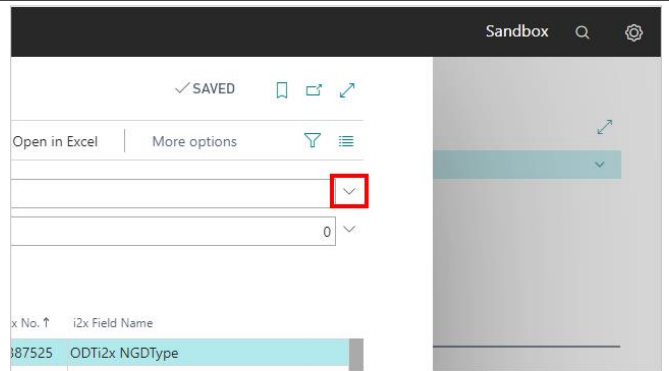 Sandbox
SAVED
Open in Excel More options
0
x No. ↑ i2x Field Name
387525 ODTi2x NGDType